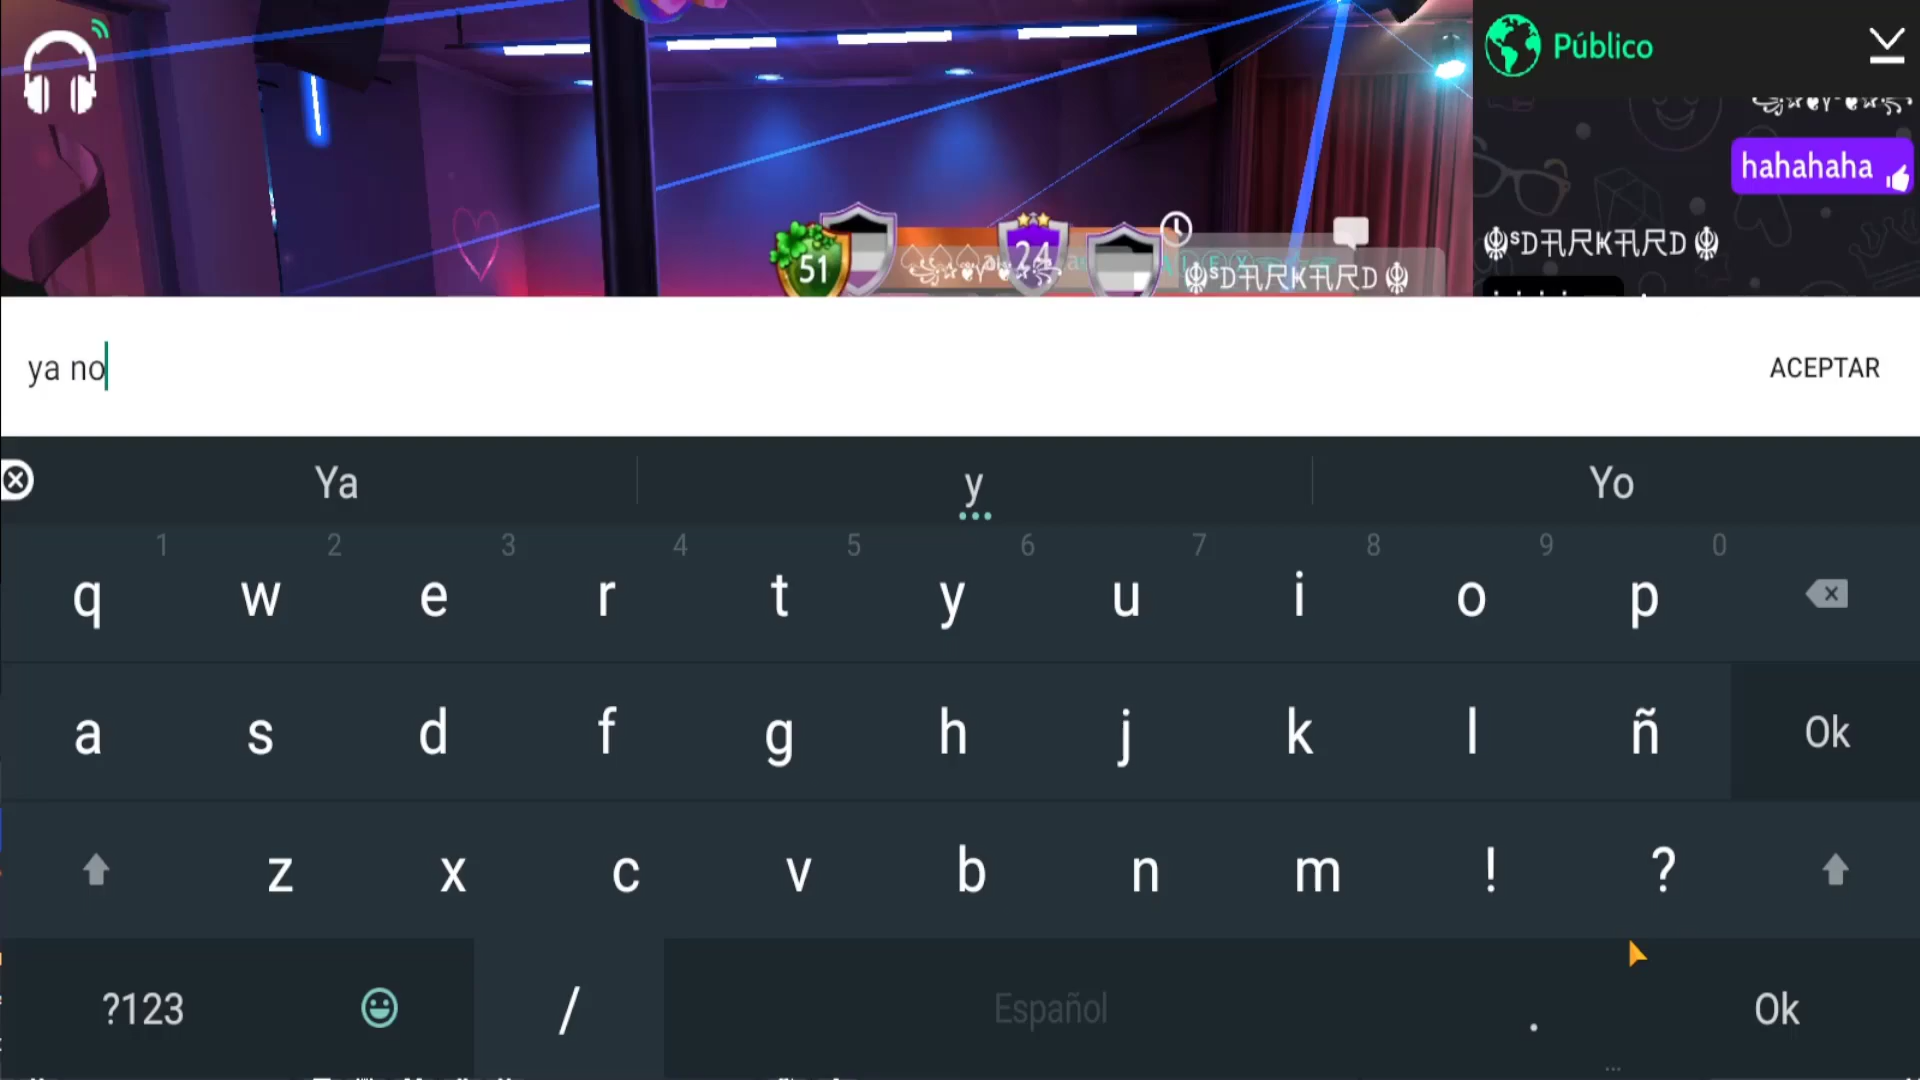 Público
hahahaha
51
24
ya no
ACEPTAR
Ya
y
Yo
1 2 3 4 5 6 7 8 9 0
q w e r t y u i o p
a s d f g h j k l ñ Ok
z x c v b n m ! ?
?123 / Español . Ok